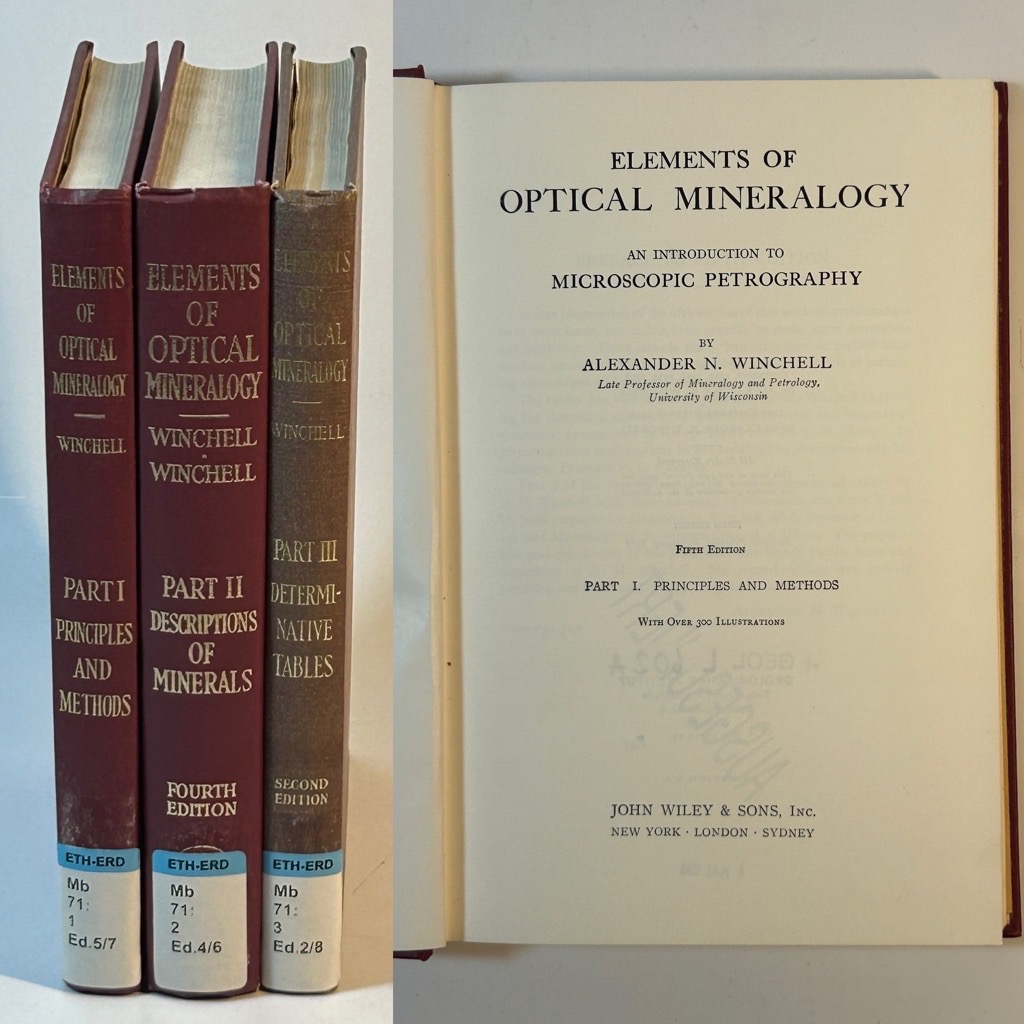 ELEMENTS
OF
OPTICAL
MINERALOGY
WINCHELL
PART I
PRINCIPLES
AND
METHODS
ETH-ERD
Mb
71:
1
Ed.5/7
ELEMENTS
OF
OPTICAL
MINERALOGY
WINCHELL
WINCHELL
PART II
DESCRIPTIONS
OF
MINERALS
FOURTH
EDITION
ETH-ERD
Mb
71:
2
Ed.4/6
ELEMENTS
OF
OPTICAL
MINERALOGY
WINCHELL
PART III
DETERMI-
NATIVE
TABLES
SECOND
EDITION
ETH-ERD
Mb
71:
3
Ed.2/8
ELEMENTS OF
OPTICAL MINERALOGY
AN INTRODUCTION TO
MICROSCOPIC PETROGRAPHY
BY
ALEXANDER N. WINCHELL
Late Professor of Mineralogy and Petrology,
University of Wisconsin
Fifth Edition
PART I. PRINCIPLES AND METHODS
With Over 300 Illustrations
JOHN WILEY & SONS, Inc.
NEW YORK · LONDON · SYDNEY